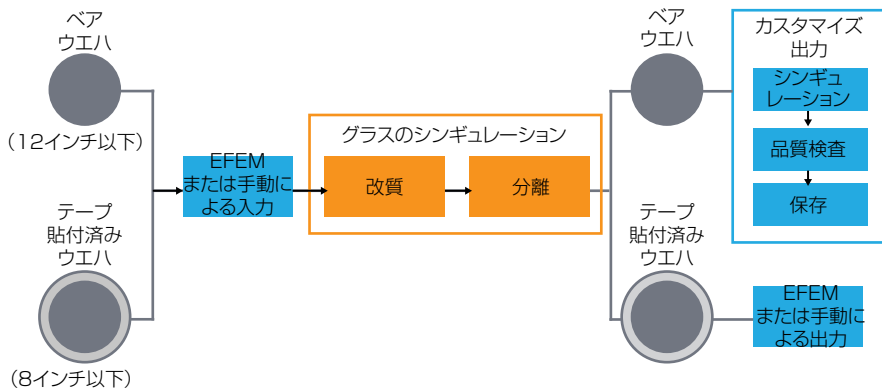 ベア
ウエハ
(12インチ以下)
テープ
貼付済み
ウエハ
(8インチ以下)
EFEM
または手動に
よる入力
グラスのシンギュレーション
改質
分離
ベア
ウエハ
テープ
貼付済み
ウエハ
カスタマイズ
出力
シンギュ
レーション
品質検査
保存
EFEM
または手動に
よる出力